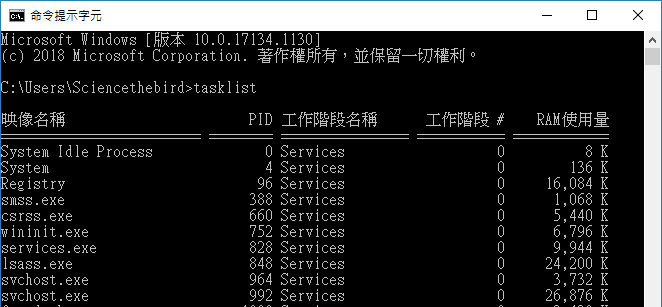 命令提示字元
Microsoft Windows [版本 10.0.17134.1130]
(c) 2018 Microsoft Corporation. 著作權所有，並保留一切權利。
C:\Users\Sciencethebird>tasklist
映像名稱 PID 工作階段名稱 工作階段 # RAM使用量
========================= ======== ================ =========== ============
System Idle Process 0 Services 0 8 K
System 4 Services 0 136 K
Registry 96 Services 0 16,084 K
smss.exe 388 Services 0 1,068 K
csrss.exe 660 Services 0 5,440 K
wininit.exe 752 Services 0 6,796 K
services.exe 828 Services 0 9,944 K
lsass.exe 848 Services 0 24,200 K
svchost.exe 964 Services 0 3,732 K
svchost.exe 992 Services 0 26,876 K